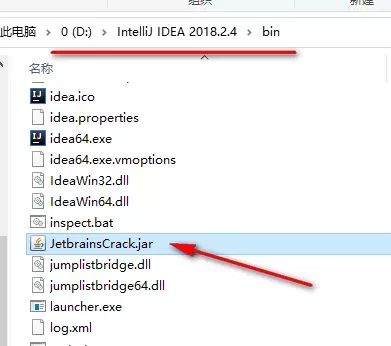 组织
新建
此电脑 > 0 (D:) > IntelliJ IDEA 2018.2.4 > bin
名称
idea.ico
idea.properties
idea64.exe
idea64.exe.vmoptions
IdeaWin32.dll
IdeaWin64.dll
inspect.bat
JetbrainsCrack.jar
jumplistbridge.dll
jumplistbridge64.dll
launcher.exe
log.xml